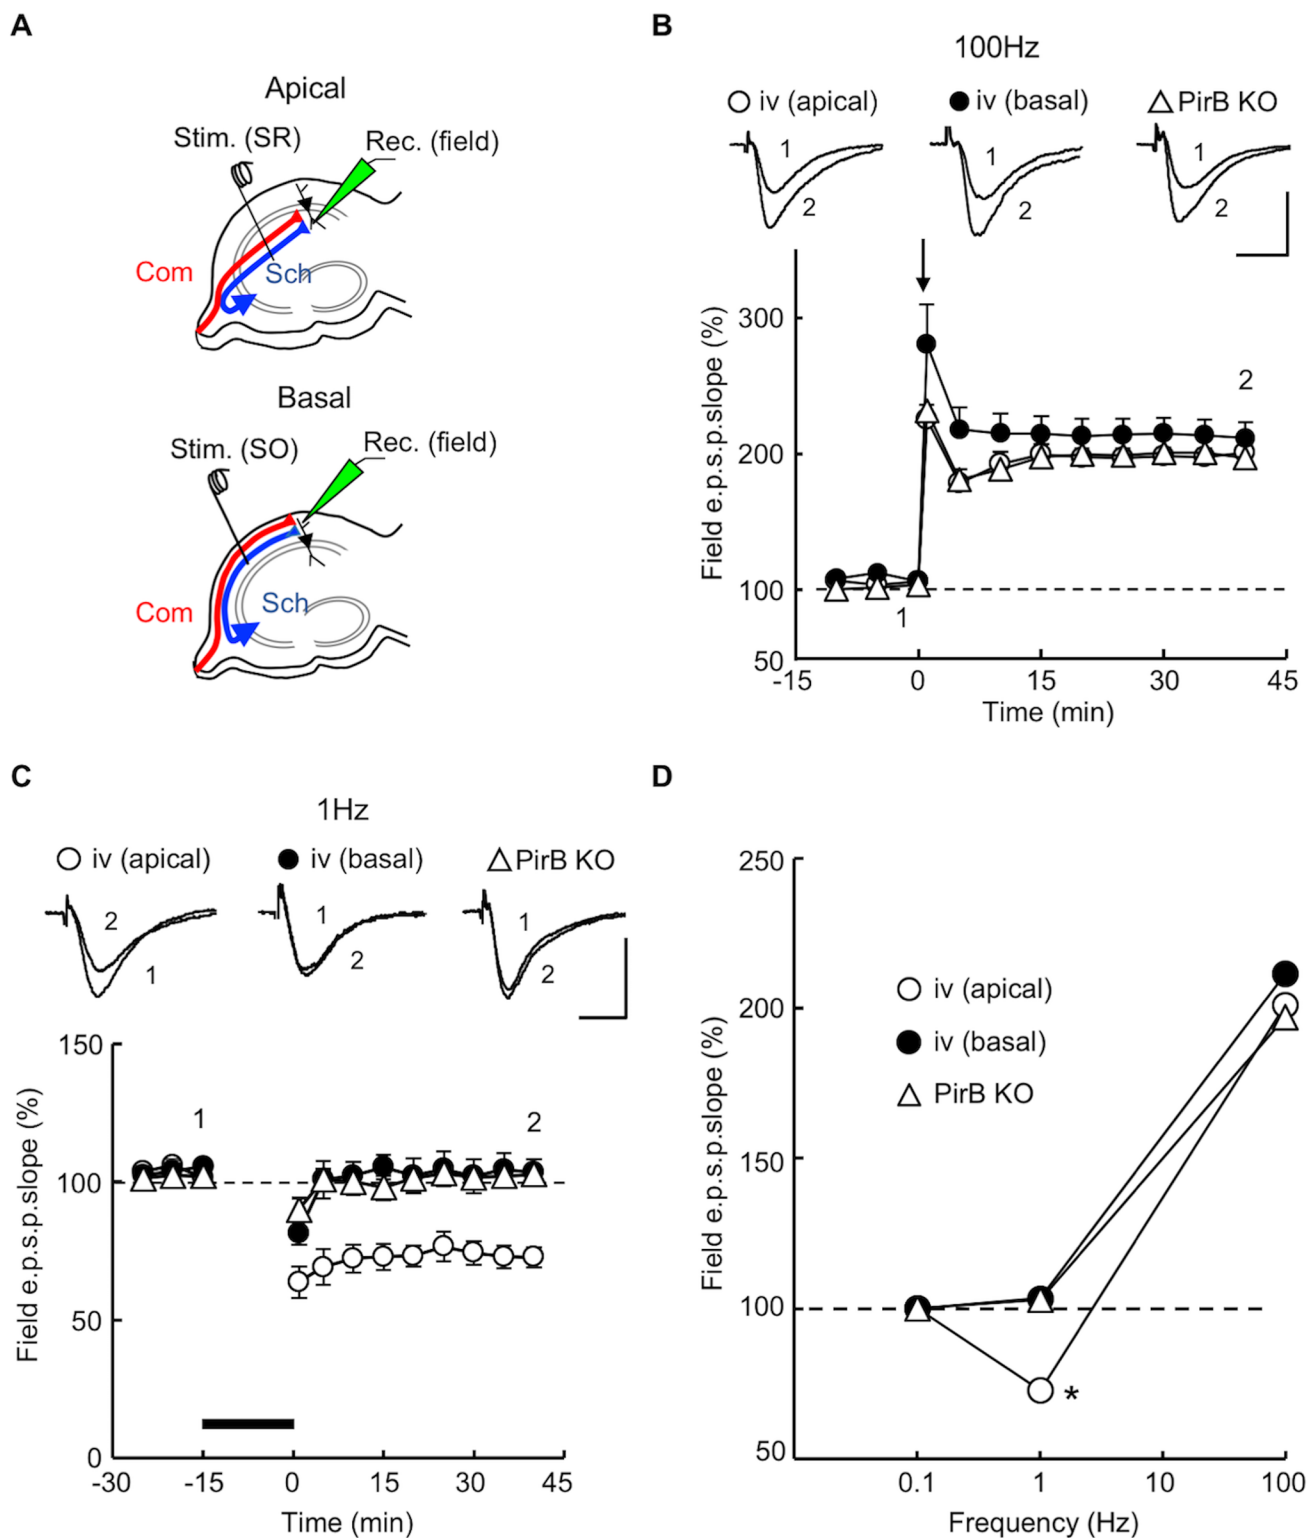 A
Apical
Stim. (SR)
Rec. (field)
Com
Sch
Basal
Stim. (SO)
Rec. (field)
Com
Sch
B
100Hz
iv (apical)
iv (basal)
PirB KO
1
2
1
2
1
2
Field e.p.s.p.slope (%)
300
200
100
50
2
1
-15
0
15
30
45
Time (min)
C
1Hz
iv (apical)
iv (basal)
PirB KO
2
1
1
2
1
2
Field e.p.s.p.slope (%)
150
100
50
0
1
2
-30
-15
0
15
30
45
Time (min)
D
Field e.p.s.p.slope (%)
250
200
150
100
50
iv (apical)
iv (basal)
PirB KO
*
0.1
1
10
100
Frequency (Hz)